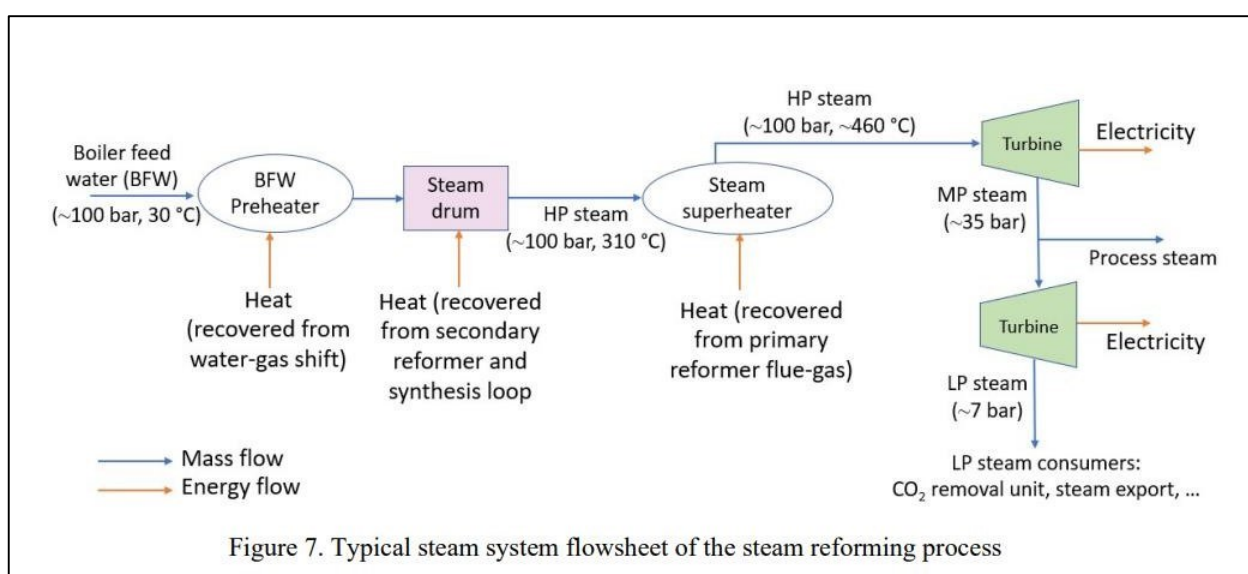 Boiler feed
water (BFW)
(~100 bar, 30 °C)
BFW
Preheater
Heat
(recovered from
water-gas shift)
Steam
drum
Heat (recovered
from secondary
reformer and
synthesis loop
HP steam
(~100 bar, 310 °C)
Steam
superheater
Heat (recovered
from primary
reformer flue-gas)
HP steam
(~100 bar, ~460 °C)
Turbine
Electricity
MP steam
(~35 bar)
Process steam
Turbine
Electricity
LP steam
(~7 bar)
LP steam consumers:
CO₂ removal unit, steam export, ...
Mass flow
Energy flow
Figure 7. Typical steam system flowsheet of the steam reforming process